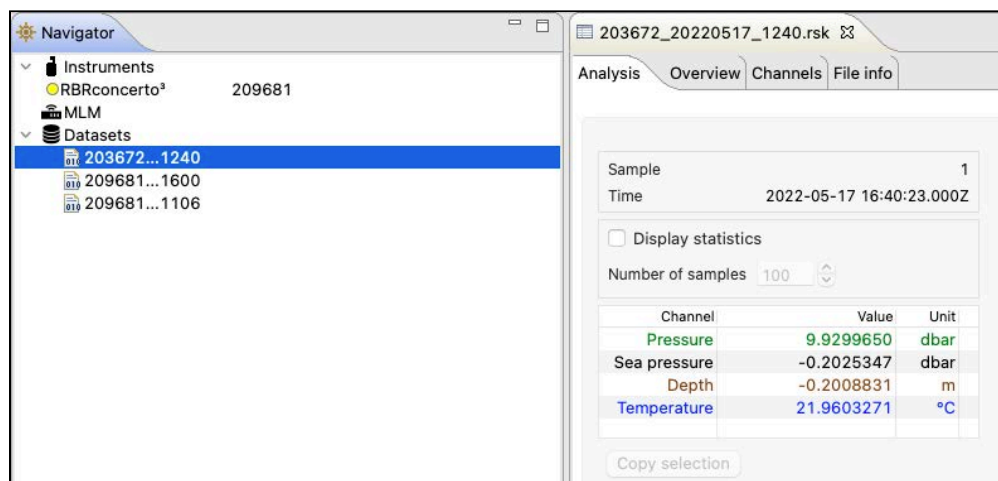 Navigator
Instruments
RBRconcerto³ 209681
MLM
Datasets
203672...1240
209681...1600
209681...1106
203672_20220517_1240.rsk
Analysis Overview Channels File info
Sample 1
Time 2022-05-17 16:40:23.000Z
Display statistics
Number of samples 100
Channel Value Unit
Pressure 9.9299650 dbar
Sea pressure -0.2025347 dbar
Depth -0.2008831 m
Temperature 21.9603271 °C
Copy selection